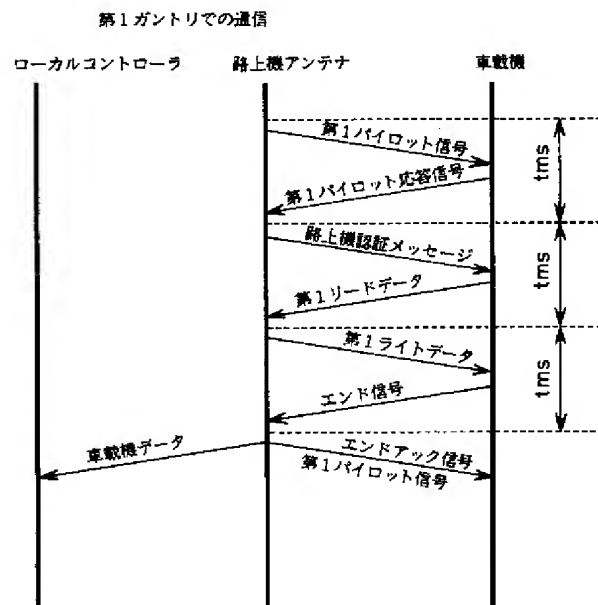 第1ガントリでの通信
ローカルコントローラ
路上機アンテナ
車載機
第1パイロット信号
第1パイロット応答信号
tms
路上機認証メッセージ
第1リードデータ
tms
第1ライトデータ
エンド信号
tms
車載機データ
エンドアック信号
第1パイロット信号